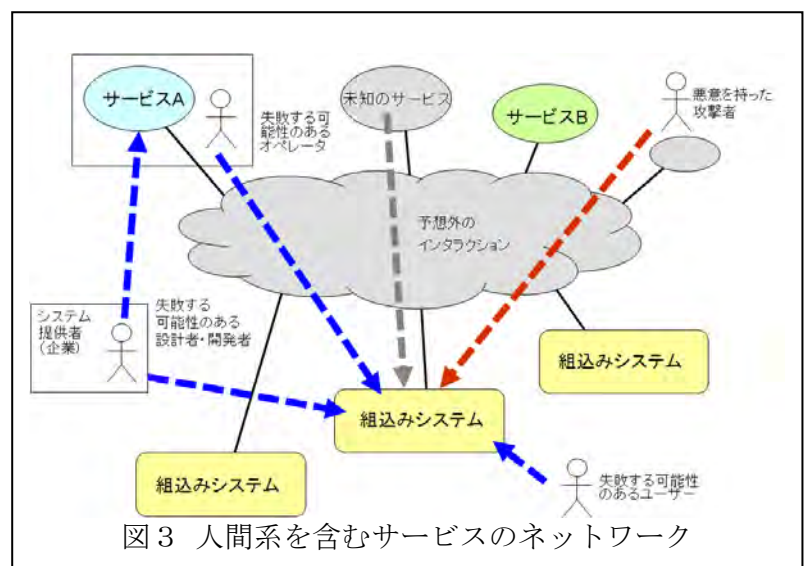 サービスA
失敗する可
能性のある
オペレータ
未知のサービス
サービスB
悪意を持った
攻撃者
予想外の
インタラクション
システム
提供者
(企業)
失敗する
可能性のある
設計者・開発者
組込みシステム
組込みシステム
組込みシステム
失敗する可能性
のあるユーザー
図3 人間系を含むサービスのネットワーク